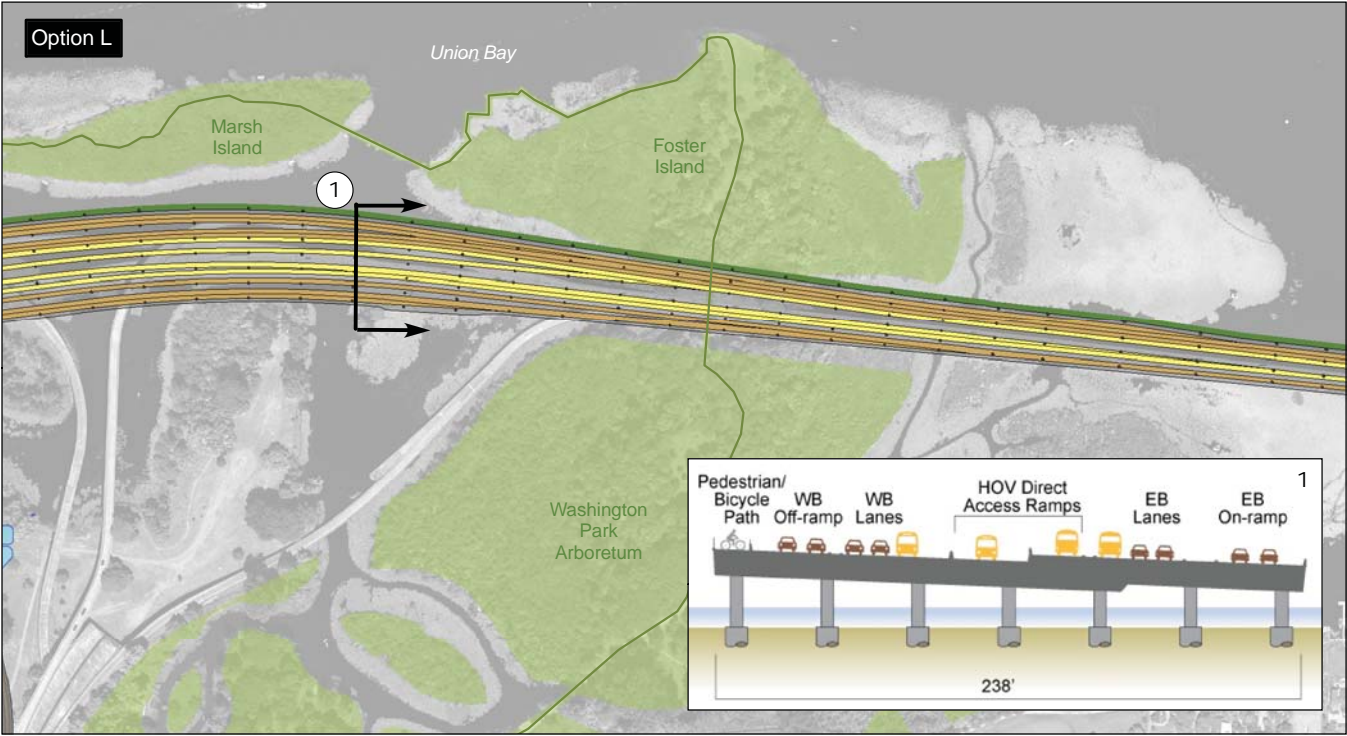 Option L
Union Bay
Marsh
Island
Foster
Island
1
Washington
Park
Arboretum
1
Pedestrian/
Bicycle
Path
WB
Off-ramp
WB
Lanes
HOV Direct
Access Ramps
EB
Lanes
EB
On-ramp
238'